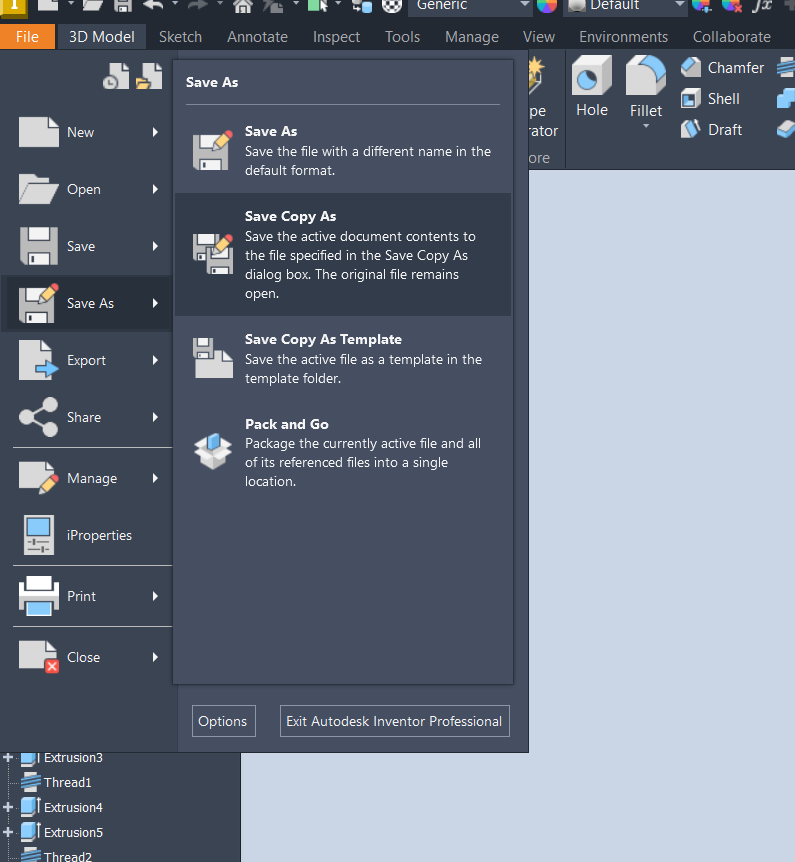 Generic
Default
fx
File
3D Model
Sketch
Annotate
Inspect
Tools
Manage
View
Environments
Collaborate
Save As
New
Open
Save
Save As
Export
Share
Manage
iProperties
Print
Close
Save As
Save the file with a different name in the
default format.
Save Copy As
Save the active document contents to
the file specified in the Save Copy As
dialog box. The original file remains
open.
Save Copy As Template
Save the active file as a template in the
template folder.
Pack and Go
Package the currently active file and all
of its referenced files into a single
location.
Options
Exit Autodesk Inventor Professional
pe
rator
ore
Hole
Fillet
Chamfer
Shell
Draft
Extrusion3
Thread1
Extrusion4
Extrusion5
Thread2